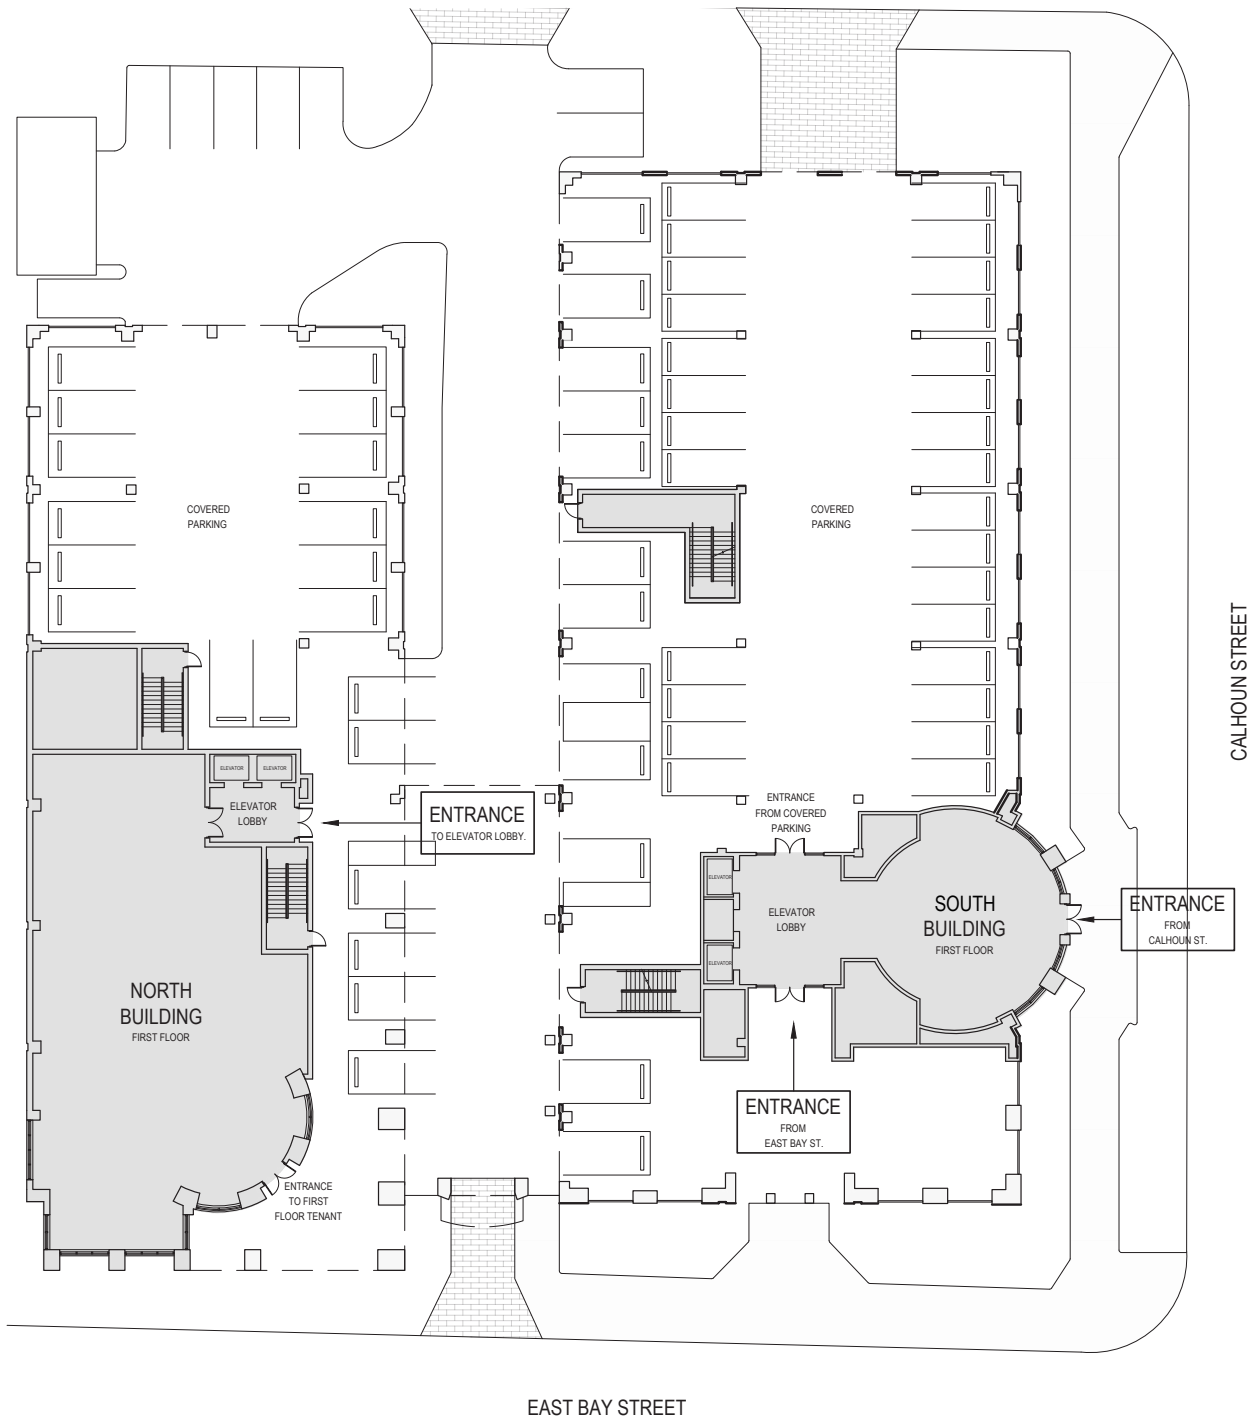 COVERED
PARKING
COVERED
PARKING
CALHOUN STREET
ELEVATOR
ELEVATOR
ELEVATOR
LOBBY
ENTRANCE
TO ELEVATOR LOBBY.
ENTRANCE
FROM COVERED
PARKING
ELEVATOR
ELEVATOR
LOBBY
ELEVATOR
SOUTH
BUILDING
FIRST FLOOR
ENTRANCE
FROM
CALHOUN ST.
NORTH
BUILDING
FIRST FLOOR
ENTRANCE
FROM
EAST BAY ST.
ENTRANCE
TO FIRST
FLOOR TENANT
EAST BAY STREET